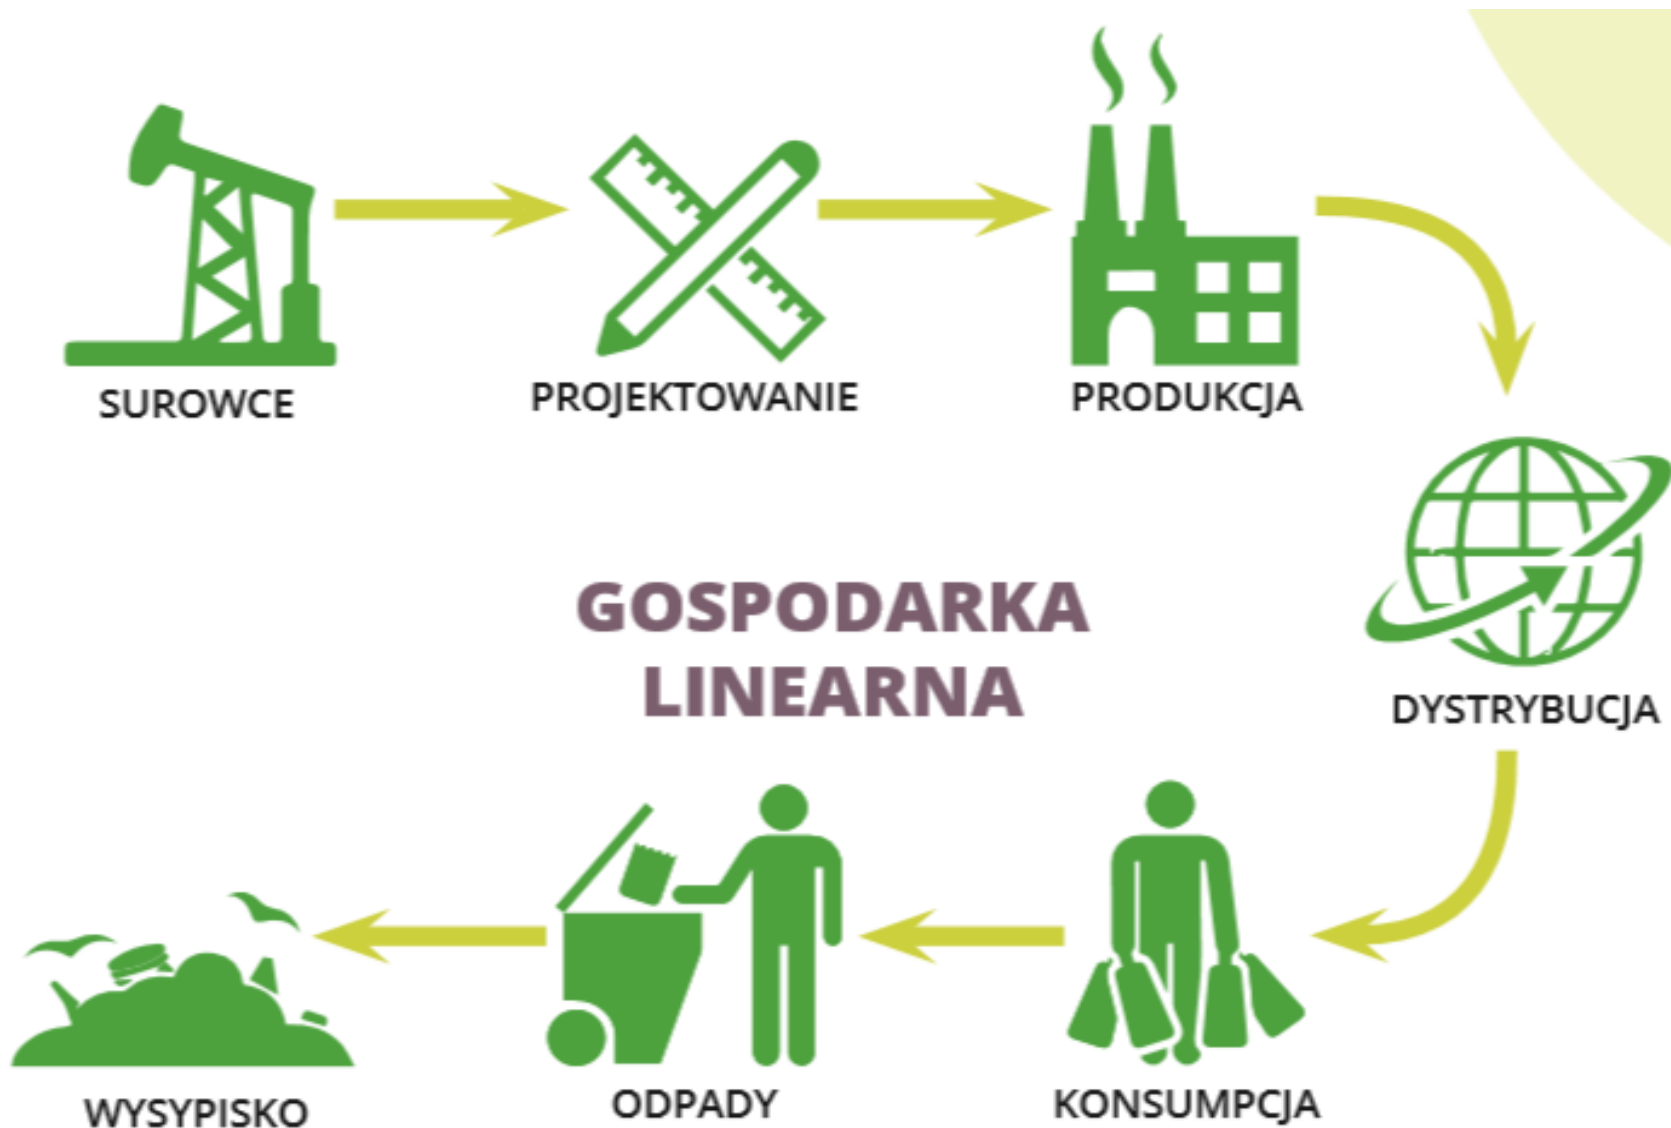 SUROWCE
PROJEKTOWANIE
PRODUKCJA
GOSPODARKA
LINEARNA
DYSTRYBUCJA
WYSYPISKO
ODPADY
KONSUMPCJA